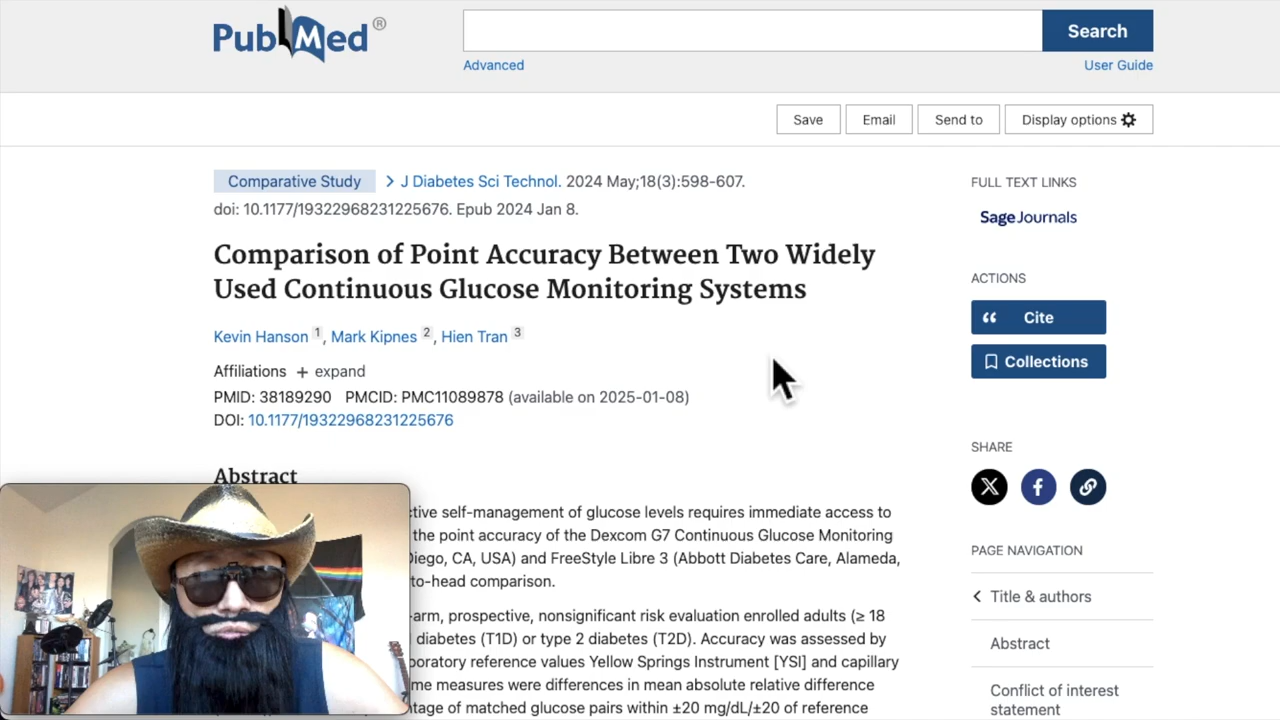 PubMed®
Search
Advanced
User Guide
Save
Email
Send to
Display options
Comparative Study
J Diabetes Sci Technol. 2024 May;18(3):598-607.
doi: 10.1177/19322968231225676. Epub 2024 Jan 8.
Comparison of Point Accuracy Between Two Widely
Used Continuous Glucose Monitoring Systems
Kevin Hanson 1, Mark Kipnes 2, Hien Tran 3
Affiliations + expand
PMID: 38189290 PMCID: PMC11089878 (available on 2025-01-08)
DOI: 10.1177/19322968231225676
Abstract
ctive self-management of glucose levels requires immediate access to
the point accuracy of the Dexcom G7 Continuous Glucose Monitoring
Diego, CA, USA) and FreeStyle Libre 3 (Abbott Diabetes Care, Alameda,
to-head comparison.
-arm, prospective, nonsignificant risk evaluation enrolled adults (≥ 18
diabetes (T1D) or type 2 diabetes (T2D). Accuracy was assessed by
boratory reference values Yellow Springs Instrument [YSI] and capillary
me measures were differences in mean absolute relative difference
tage of matched glucose pairs within ±20 mg/dL/±20 of reference
FULL TEXT LINKS
Sage Journals
ACTIONS
Cite
Collections
SHARE
PAGE NAVIGATION
Title & authors
Abstract
Conflict of interest
statement